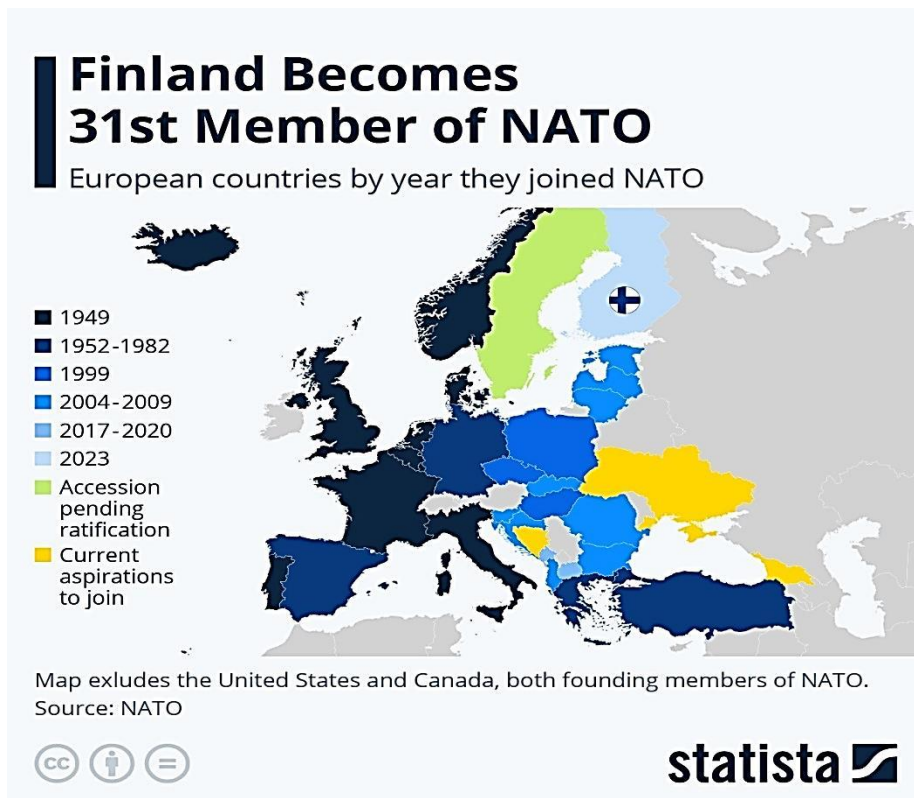 Finland Becomes
31st Member of NATO
European countries by year they joined NATO
1949
1952-1982
1999
2004-2009
2017-2020
2023
Accession
pending
ratification
Current
aspirations
to join
Map exludes the United States and Canada, both founding members of NATO.
Source: NATO
cc
statista